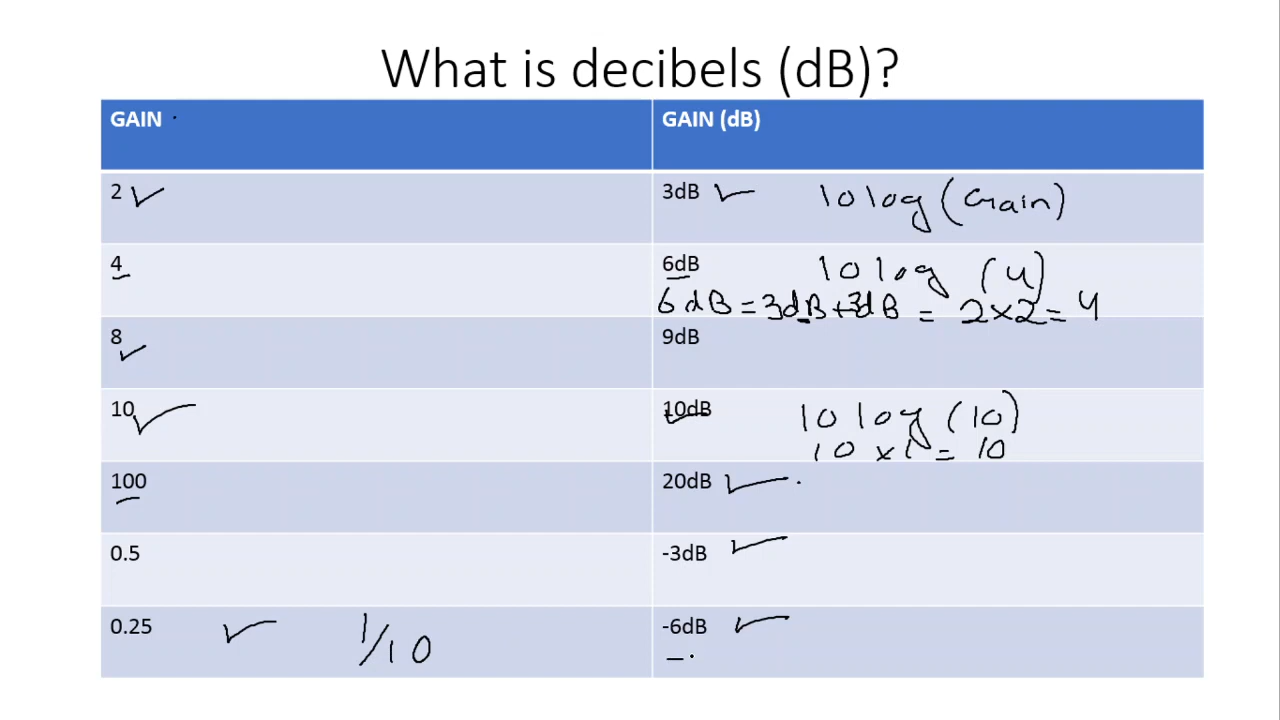 What is decibels (dB)?
GAIN GAIN (dB)
2 3dB 10 log (Gain)
4 6dB 10 log (4)
6dB = 3dB + 3dB = 2×2 = 4
8 9dB
10 10dB 10 log (10)
10 × 1 = 10
100 20dB
0.5 -3dB
0.25 1/10 -6dB